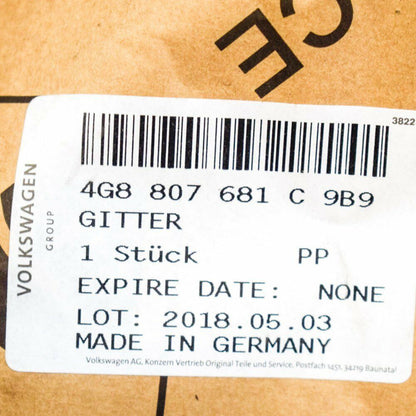 CE
3822
VOLKSWAGEN
GROUP
4G8 807 681 C 9B9
GITTER
1 Stück PP
EXPIRE DATE: NONE
LOT: 2018.05.03
MADE IN GERMANY
Volkswagen AG, Konzern Vertrieb Original Teile und Service, Postfach 1451, 34219 Baunatal